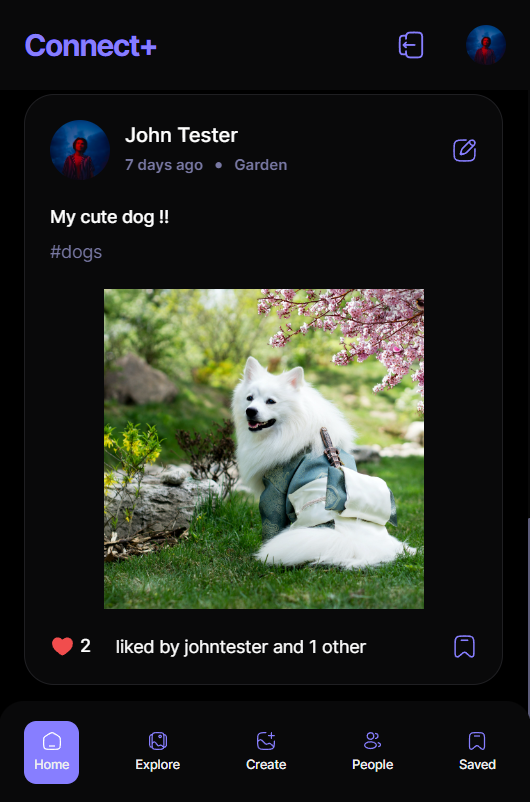 Connect+
John Tester
7 days ago • Garden
My cute dog !!
#dogs
2 liked by johntester and 1 other
Home Explore Create People Saved